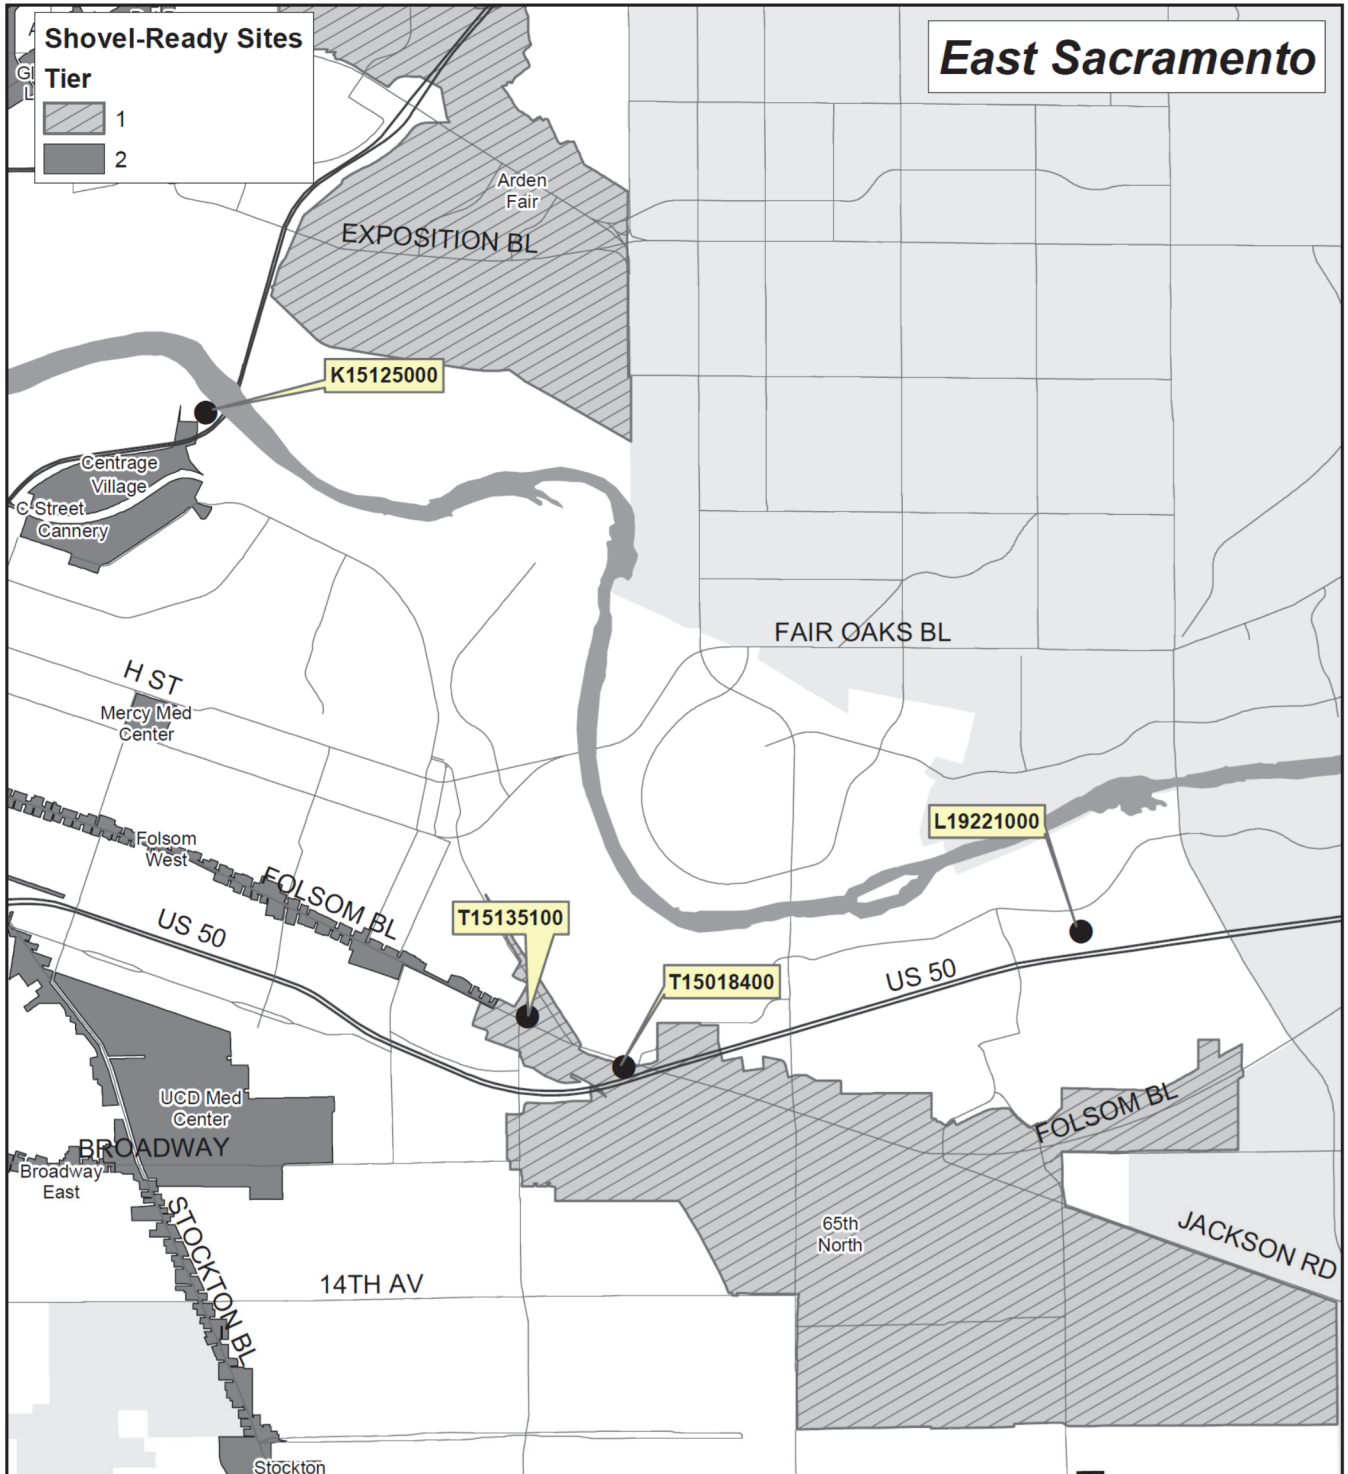 East Sacramento
Shovel-Ready Sites
Tier
1
2
Arden
Fair
EXPOSITION BL
K15125000
Centrage
Village
C Street
Cannery
FAIR OAKS BL
H ST
Mercy Med
Center
L19221000
Folsom
West
FOLSOM BL
T15135100
US 50
US 50
T15018400
UCD Med
Center
FOLSOM BL
BROADWAY
Broadway
East
STOCKTON BL
65th
North
JACKSON RD
14TH AV
Stockton